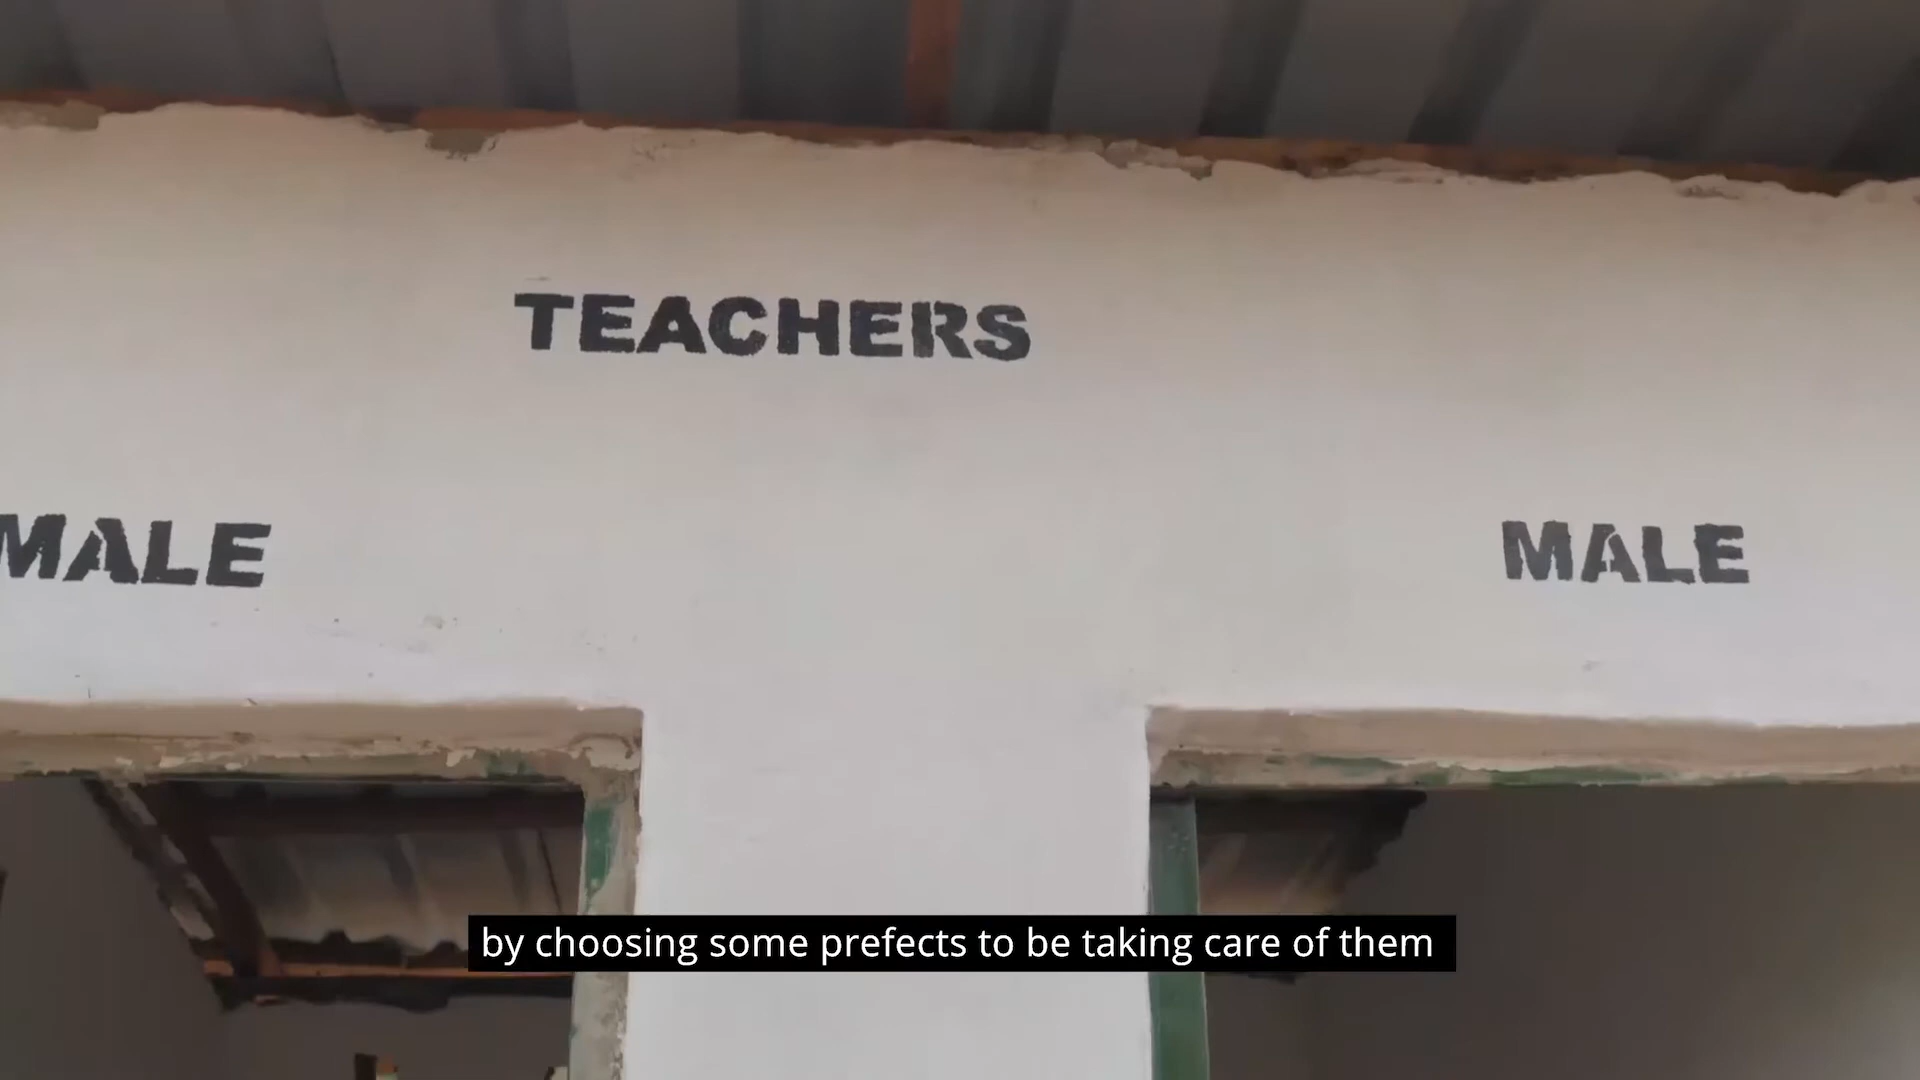 TEACHERS
MALE
MALE
by choosing some prefects to be taking care of them